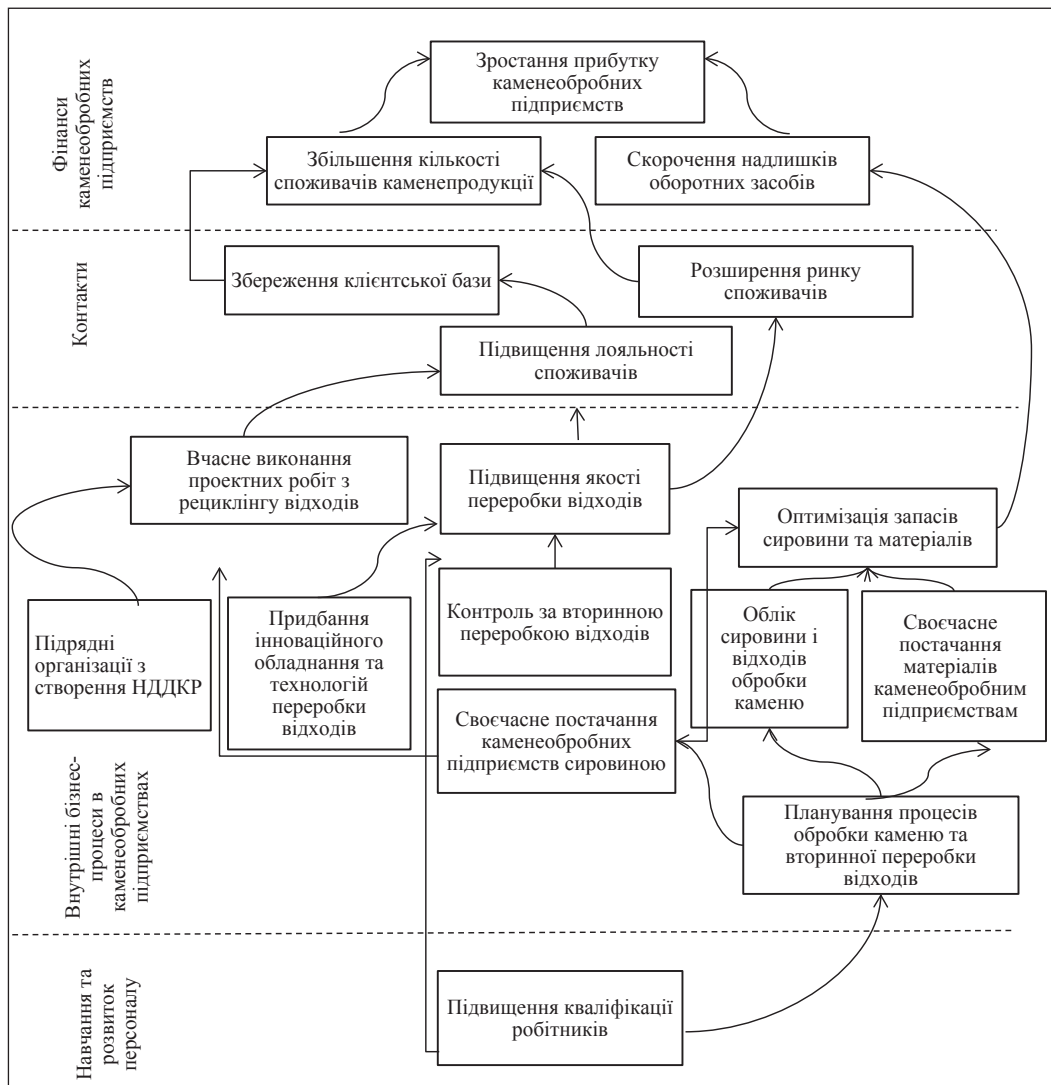 Фінанси
каменеобробних
підприємств
Зростання прибутку
каменеобробних
підприємств
Збільшення кількості
споживачів каменепродукції
Скорочення надлишків
оборотних засобів
Контакти
Збереження клієнтської бази
Розширення ринку
споживачів
Підвищення лояльності
споживачів
Внутрішні бізнес-
процеси в
каменеобробних
підприємствах
Вчасне виконання
проектних робіт з
рециклінгу відходів
Підвищення якості
переробки відходів
Оптимізація запасів
сировини та матеріалів
Підрядні
організації з
створення НДДКР
Придбання
інноваційного
обладнання та
технологій
переробки
відходів
Контроль за вторинною
переробкою відходів
Облік
сировини і
відходів
обробки
каменю
Своєчасне
постачання
матеріалів
каменеобробним
підприємствам
Своєчасне постачання
каменеобробних
підприємств сировиною
Планування процесів
обробки каменю та
вторинної переробки
відходів
Навчання та
розвиток
персоналу
Підвищення кваліфікації
робітників